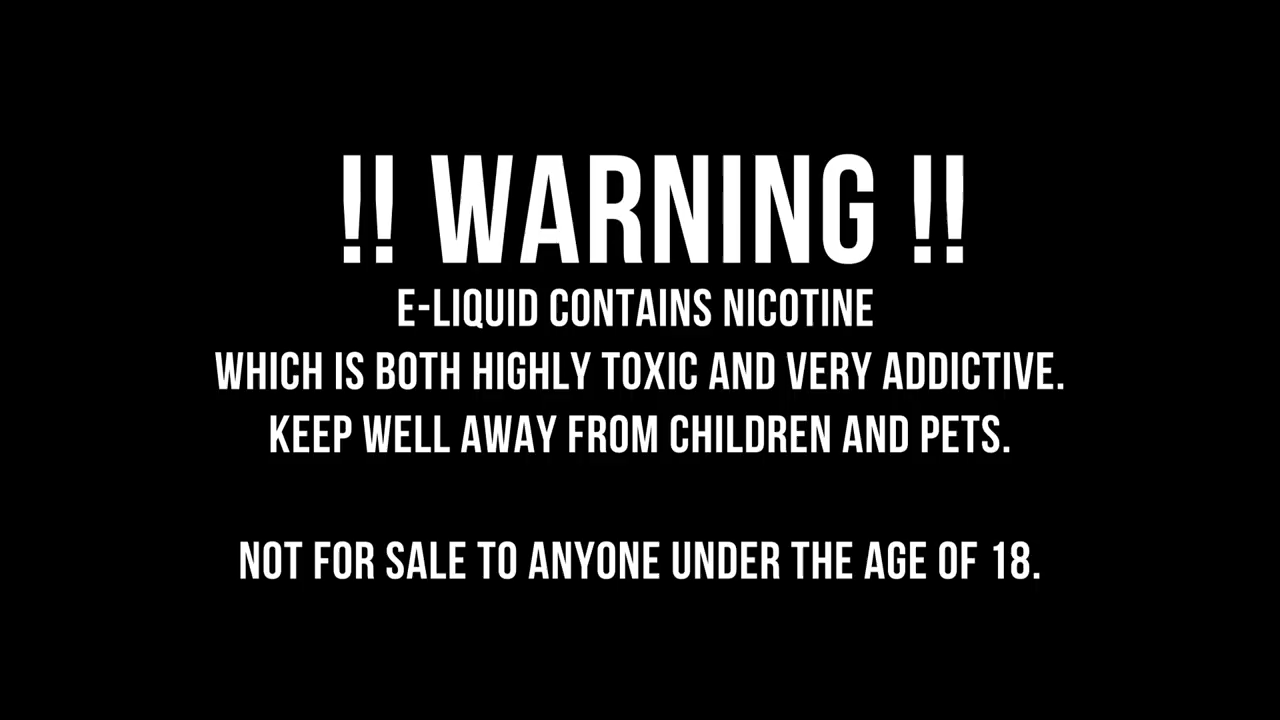 !! WARNING !!
E-LIQUID CONTAINS NICOTINE
WHICH IS BOTH HIGHLY TOXIC AND VERY ADDICTIVE.
KEEP WELL AWAY FROM CHILDREN AND PETS.
NOT FOR SALE TO ANYONE UNDER THE AGE OF 18.